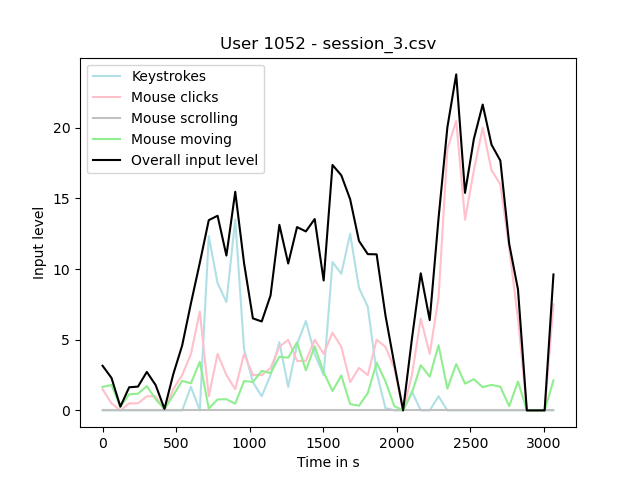 User 1052 - session_3.csv
Keystrokes
Mouse clicks
Mouse scrolling
Mouse moving
Overall input level
Input level
20
15
10
5
0
0 500 1000 1500 2000 2500 3000
Time in s